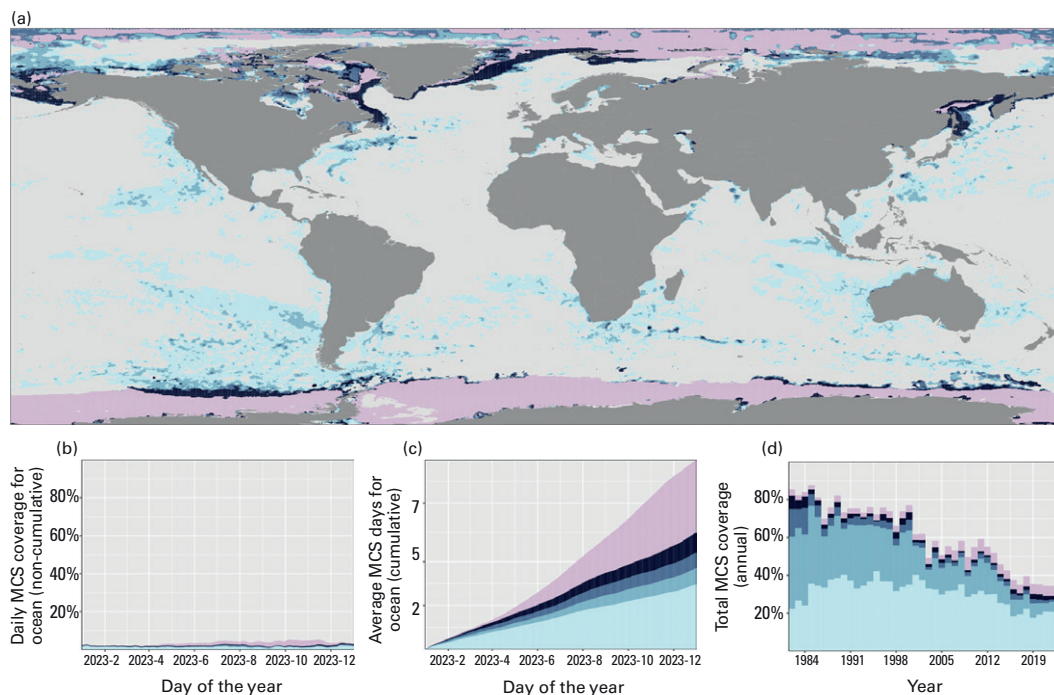 (a)
(b)
Daily MCS coverage for
ocean (non-cumulative)
80%
60%
40%
20%
2023-2 2023-4 2023-6 2023-8 2023-10 2023-12
Day of the year
(c)
Average MCS days for
ocean (cumulative)
7
5
2
2023-2 2023-4 2023-6 2023-8 2023-10 2023-12
Day of the year
(d)
Total MCS coverage
(annual)
80%
60%
40%
20%
1984 1991 1998 2005 2012 2019
Year